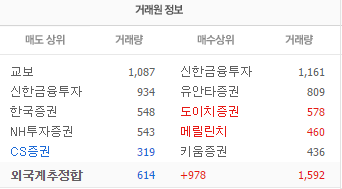 거래원 정보
매도 상위 거래량 매수상위 거래량
교보 1,087 신한금융투자 1,161
신한금융투자 934 유안타증권 809
한국증권 548 도이치증권 578
NH투자증권 543 메릴린치 460
CS증권 319 키움증권 436
외국계추정합 614 +978 1,592